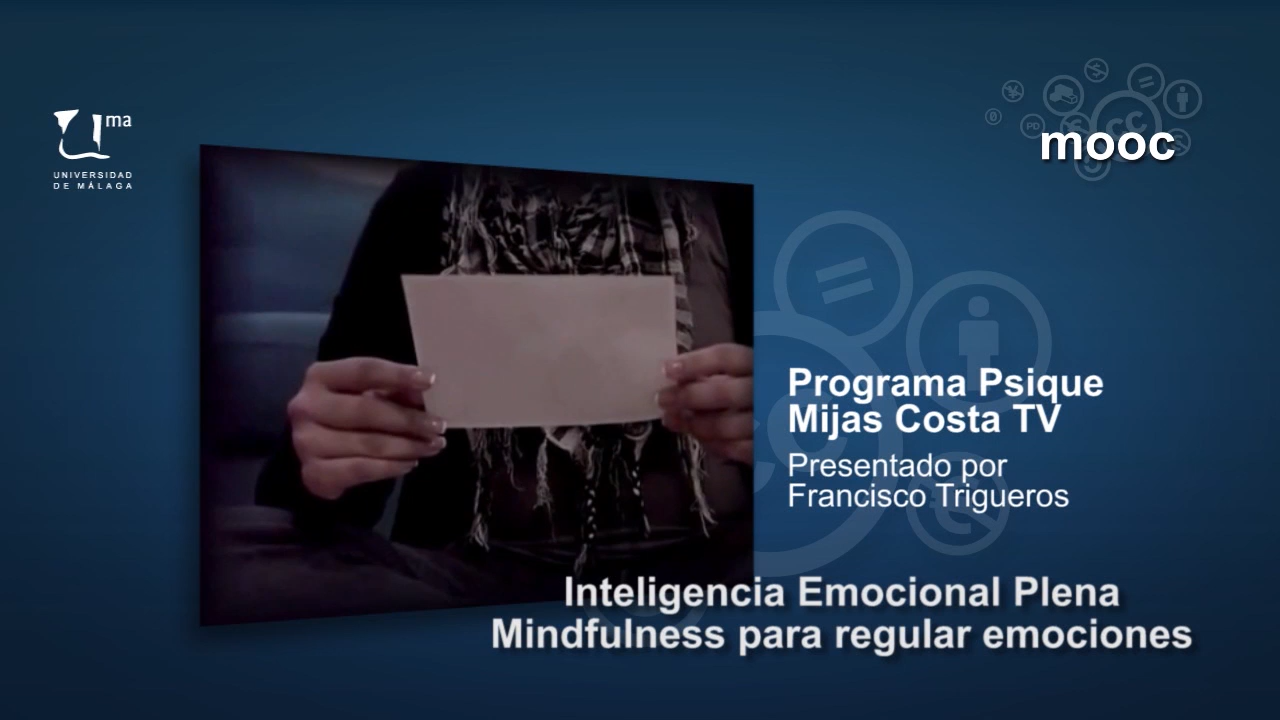 ma
UNIVERSIDAD
DE MÁLAGA
mooc
Programa Psique
Mijas Costa TV
Presentado por
Francisco Trigueros
Inteligencia Emocional Plena
Mindfulness para regular emociones